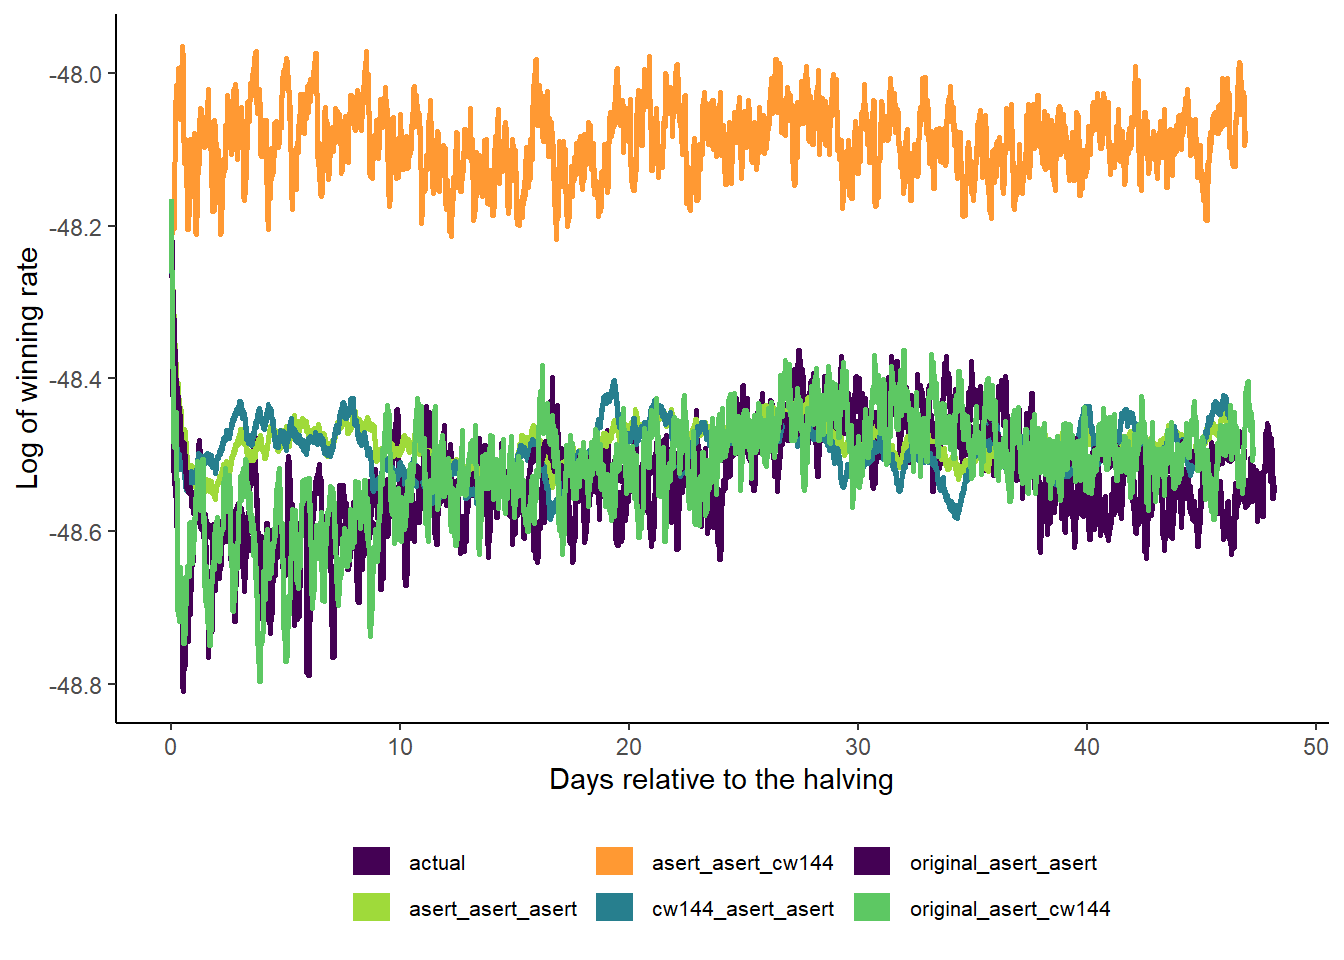 Log of winning rate
-48.0
-48.2
-48.4
-48.6
-48.8
0 10 20 30 40 50
Days relative to the halving
actual asert_asert_cw144 original_asert_asert
asert_asert_asert cw144_asert_asert original_asert_cw144